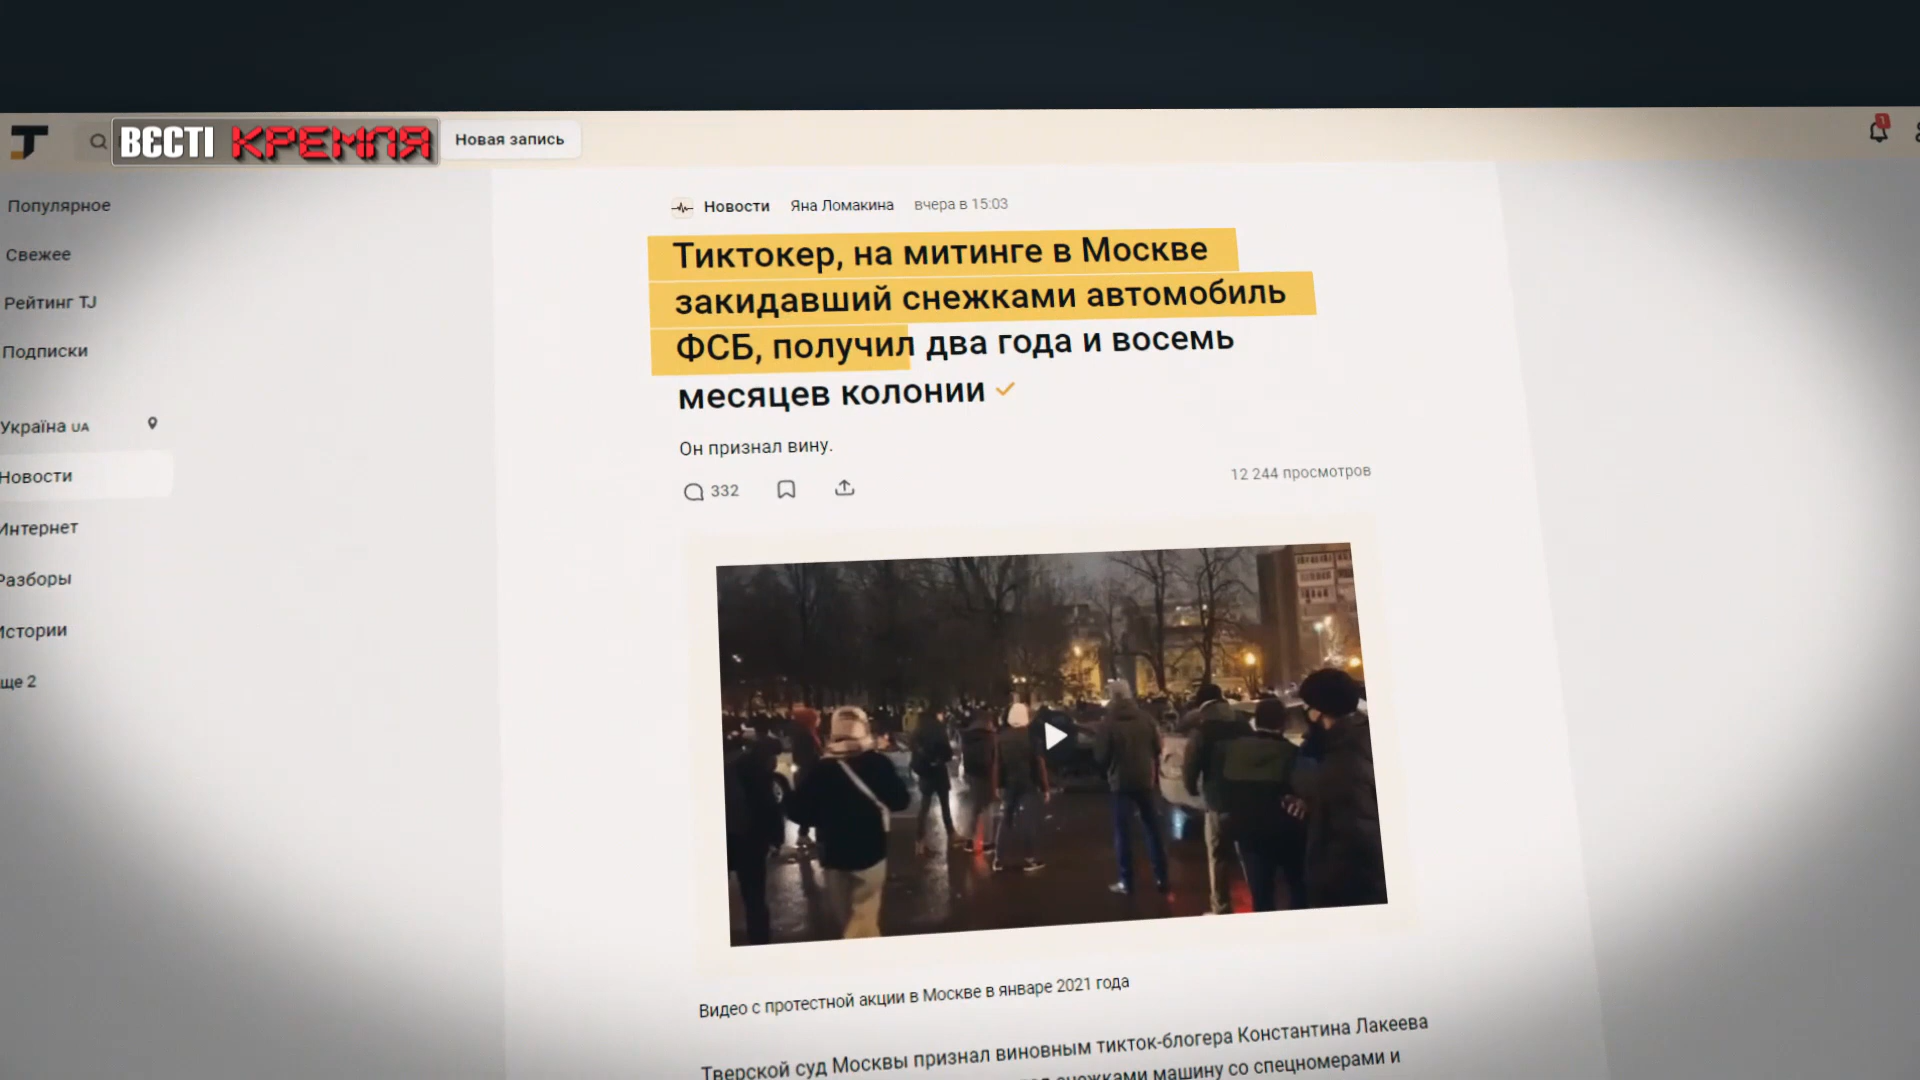 ВЄСТІ КРЕМЛЯ
Новая запись
1
Популярное
Свежее
Рейтинг TJ
Подписки
Україна UA
Новости
Интернет
Разборы
Истории
ще 2
Новости Яна Ломакина вчера в 15:03
Тиктокер, на митинге в Москве
закидавший снежками автомобиль
ФСБ, получил два года и восемь
месяцев колонии
Он признал вину.
332
12 244 просмотров
Видео с протестной акции в Москве в январе 2021 года
Тверской суд Москвы признал виновным тикток-блогера Константина Лакеева
снежками машину со спецномерами и